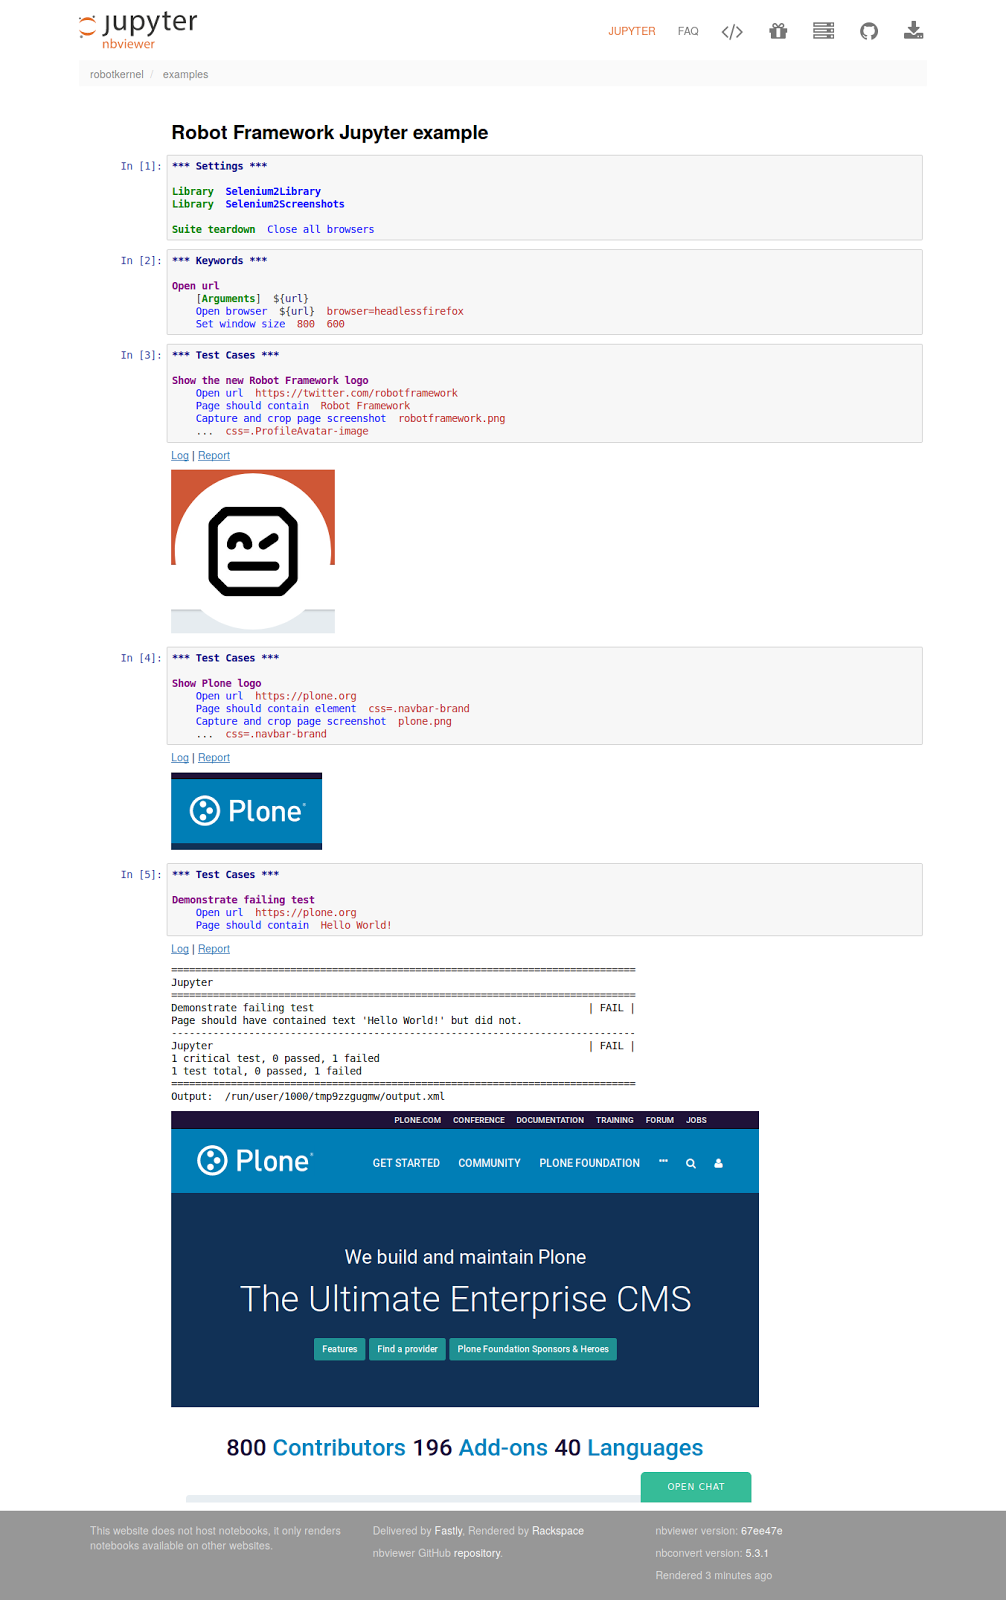 jupyter
nbviewer
JUPYTER FAQ </>
robotkernel / examples
Robot Framework Jupyter example
In [1]: *** Settings ***
Library  Selenium2Library
Library  Selenium2Screenshots
Suite teardown  Close all browsers
In [2]: *** Keywords ***
Open url
    [Arguments]  ${url}
    Open browser  ${url}  browser=headlessfirefox
    Set window size  800  600
In [3]: *** Test Cases ***
Show the new Robot Framework logo
    Open url  https://twitter.com/robotframework
    Page should contain  Robot Framework
    Capture and crop page screenshot  robotframework.png
    ...  css=.ProfileAvatar-image
Log | Report
In [4]: *** Test Cases ***
Show Plone logo
    Open url  https://plone.org
    Page should contain element  css=.navbar-brand
    Capture and crop page screenshot  plone.png
    ...  css=.navbar-brand
Log | Report
Plone
In [5]: *** Test Cases ***
Demonstrate failing test
    Open url  https://plone.org
    Page should contain  Hello World!
Log | Report
==============================================================================
Jupyter
==============================================================================
Demonstrate failing test                                              | FAIL |
Page should have contained text 'Hello World!' but did not.
------------------------------------------------------------------------------
Jupyter                                                               | FAIL |
1 critical test, 0 passed, 1 failed
1 test total, 0 passed, 1 failed
==============================================================================
Output:  /run/user/1000/tmp9zzgugmw/output.xml
PLONE.COM CONFERENCE DOCUMENTATION TRAINING FORUM JOBS
Plone GET STARTED COMMUNITY PLONE FOUNDATION
We build and maintain Plone
The Ultimate Enterprise CMS
Features Find a provider Plone Foundation Sponsors & Heroes
800 Contributors 196 Add-ons 40 Languages
OPEN CHAT
This website does not host notebooks, it only renders
notebooks available on other websites.
Delivered by Fastly, Rendered by Rackspace
nbviewer GitHub repository.
nbviewer version: 67ee47e
nbconvert version: 5.3.1
Rendered 3 minutes ago